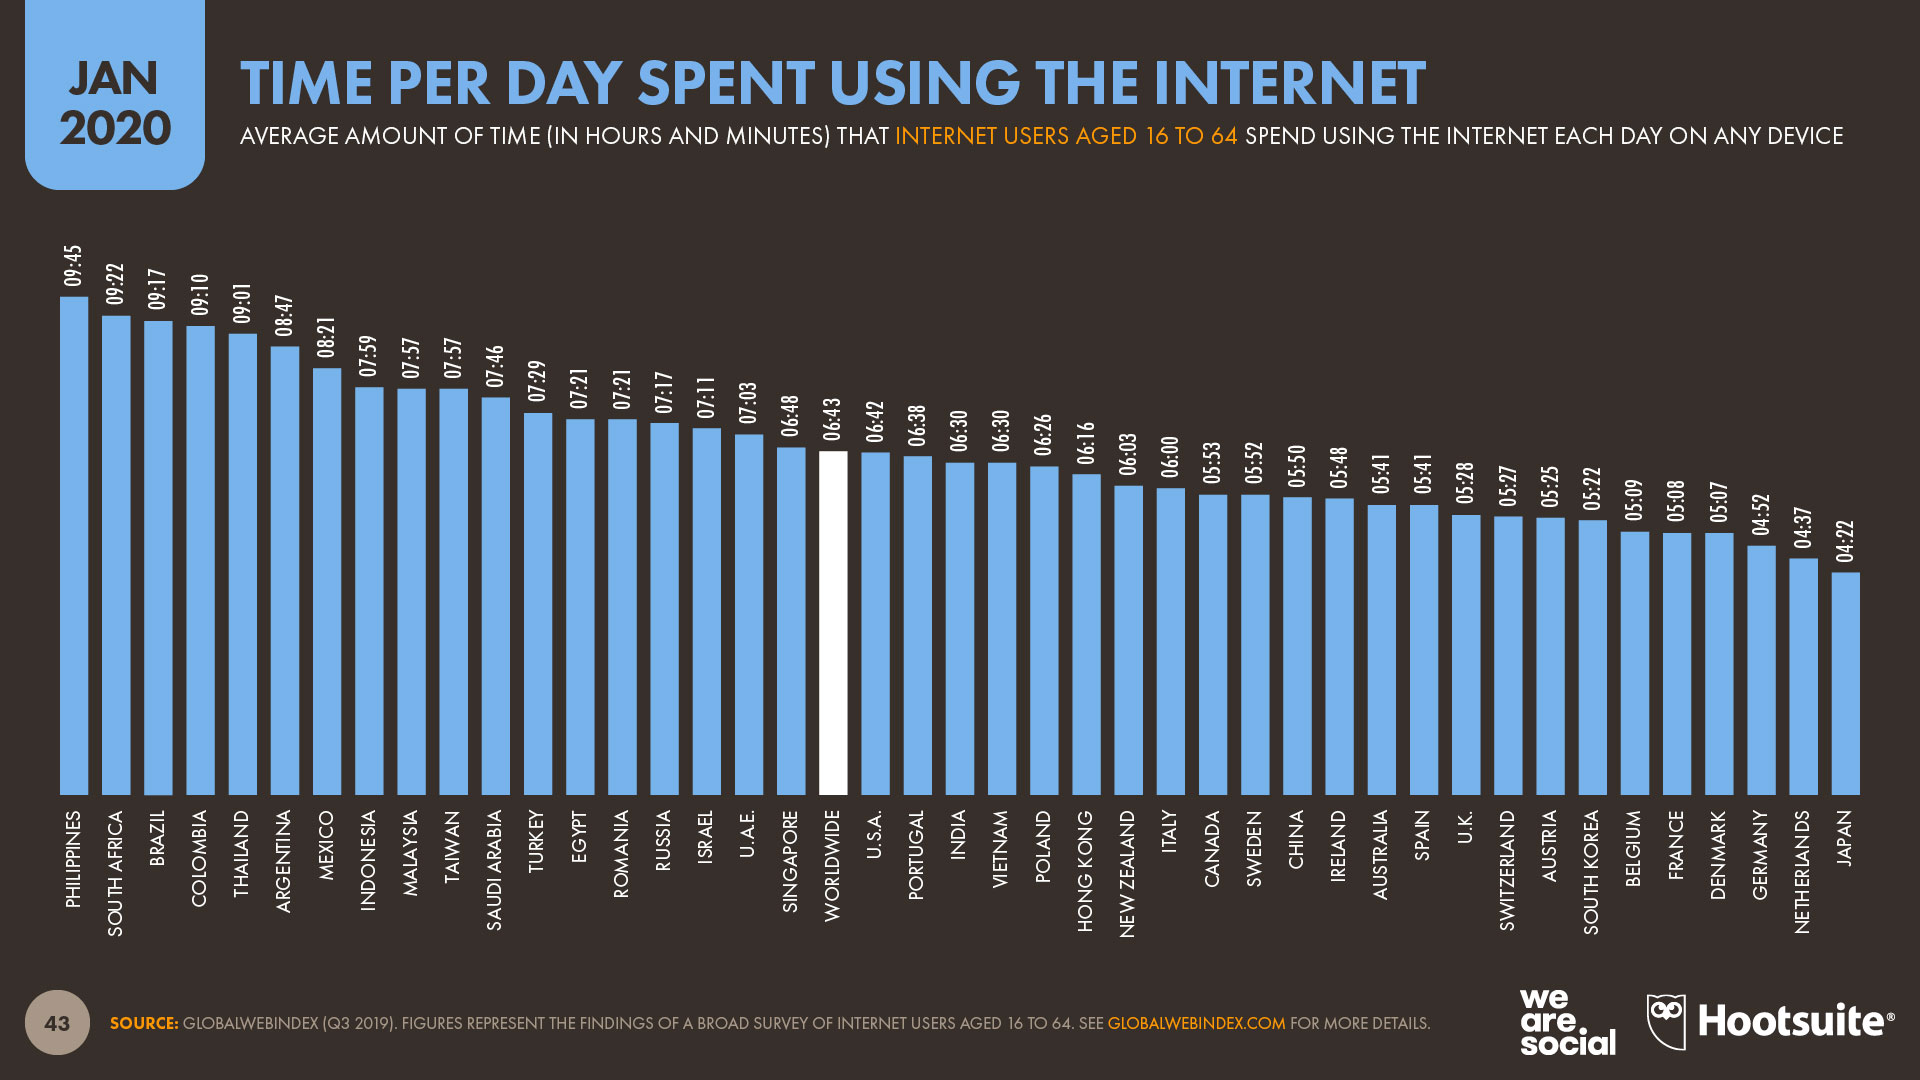 JAN
2020
TIME PER DAY SPENT USING THE INTERNET
AVERAGE AMOUNT OF TIME (IN HOURS AND MINUTES) THAT INTERNET USERS AGED 16 TO 64 SPEND USING THE INTERNET EACH DAY ON ANY DEVICE
09:45
09:22
09:17
09:10
09:01
08:47
08:21
07:59
07:57
07:57
07:46
07:29
07:21
07:21
07:17
07:11
07:03
06:48
06:43
06:42
06:38
06:30
06:30
06:26
06:16
06:03
06:00
05:53
05:52
05:50
05:48
05:41
05:41
05:28
05:27
05:25
05:22
05:09
05:08
05:07
04:52
04:37
04:22
PHILIPPINES
SOUTH AFRICA
BRAZIL
COLOMBIA
THAILAND
ARGENTINA
MEXICO
INDONESIA
MALAYSIA
TAIWAN
SAUDI ARABIA
TURKEY
EGYPT
ROMANIA
RUSSIA
ISRAEL
U.A.E.
SINGAPORE
WORLDWIDE
U.S.A.
PORTUGAL
INDIA
VIETNAM
POLAND
HONG KONG
NEW ZEALAND
ITALY
CANADA
SWEDEN
CHINA
IRELAND
AUSTRALIA
SPAIN
U.K.
SWITZERLAND
AUSTRIA
SOUTH KOREA
BELGIUM
FRANCE
DENMARK
GERMANY
NETHERLANDS
JAPAN
43
SOURCE: GLOBALWEBINDEX (Q3 2019). FIGURES REPRESENT THE FINDINGS OF A BROAD SURVEY OF INTERNET USERS AGED 16 TO 64. SEE GLOBALWEBINDEX.COM FOR MORE DETAILS.
we
are
social
Hootsuite®